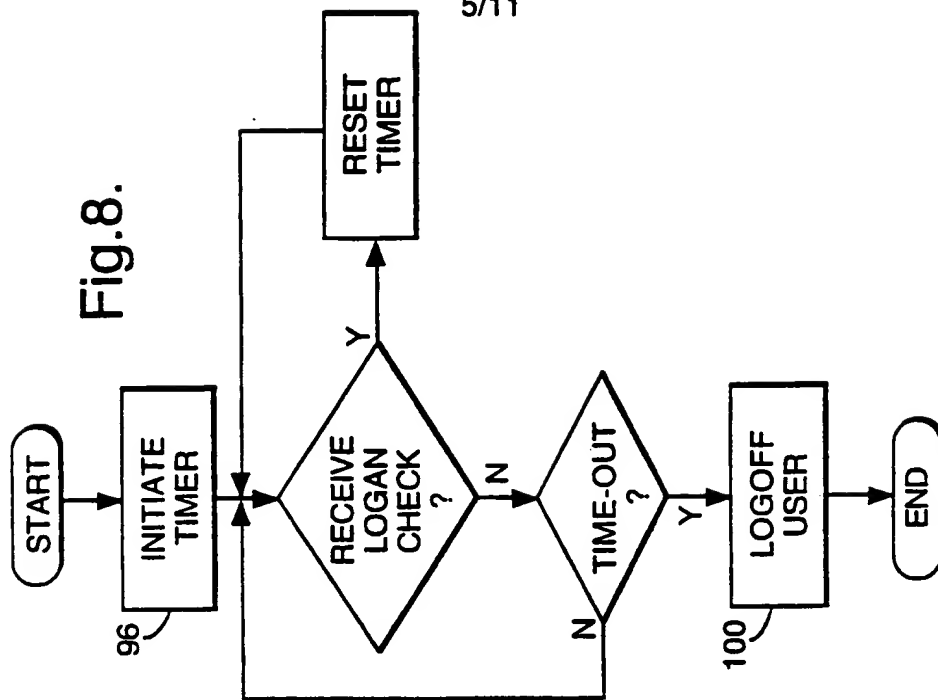 5/11
Fig.8.
START
INITIATE
TIMER
96
RECEIVE
LOGAN
CHECK
?
Y
RESET
TIMER
N
TIME-OUT
?
N
Y
LOGOFF
USER
100
END